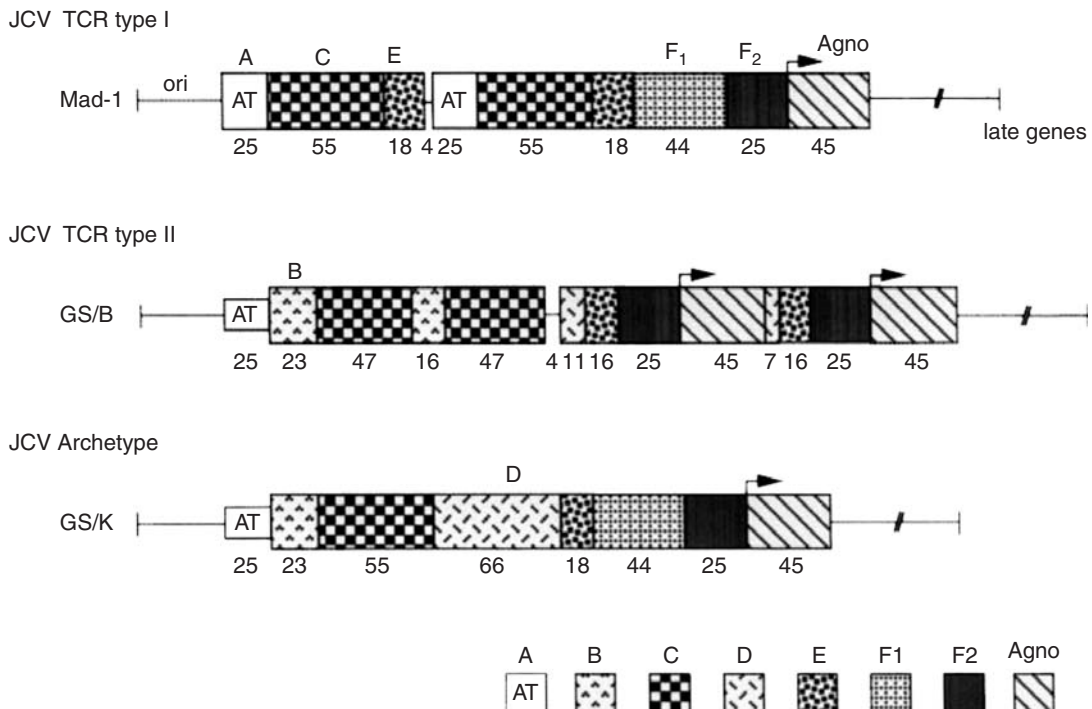 JCV TCR type I
A C E F1 F2 Agno
Mad-1 ori AT AT
late genes
25 55 18 4 25 55 18 44 25 45
JCV TCR type II
B
GS/B AT
25 23 47 16 47 4 11 16 25 45 7 16 25 45
JCV Archetype
D
GS/K AT
25 23 55 66 18 44 25 45
A B C D E F1 F2 Agno
AT